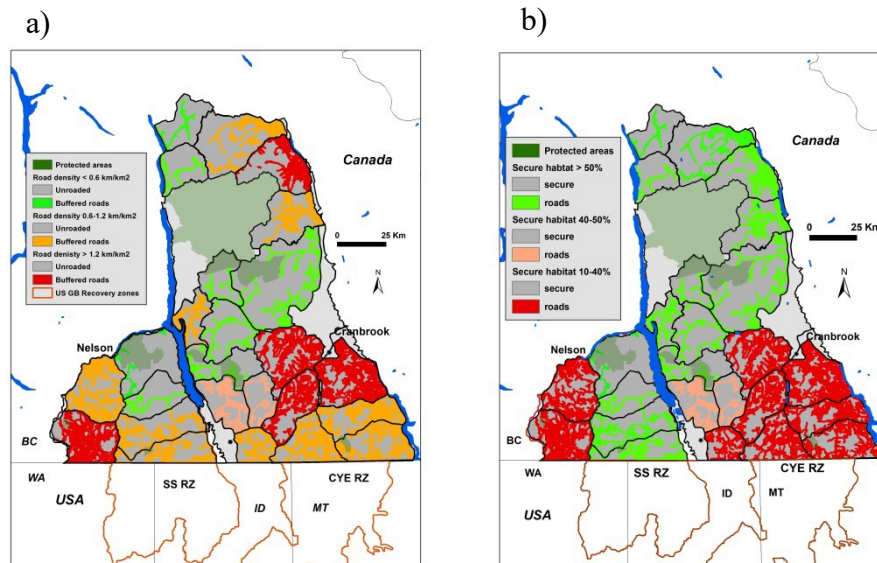 a)
Protected areas
Road density < 0.6 km/km2
Unroaded
Buffered roads
Road density 0.6-1.2 km/km2
Unroaded
Buffered roads
Road denisty > 1.2 km/km2
Unroaded
Buffered roads
US GB Recovery zones
Canada
0
25 Km
N
Nelson
Cranbrook
BC
WA
USA
SS RZ
ID
CYE RZ
MT
b)
Protected areas
Secure habtat > 50%
secure
roads
Secure habitat 40-50%
secure
roads
Secure habitat 10-40%
secure
roads
Canada
0
25 Km
N
Nelson
Cranbrook
BC
WA
USA
SS RZ
ID
CYE RZ
MT